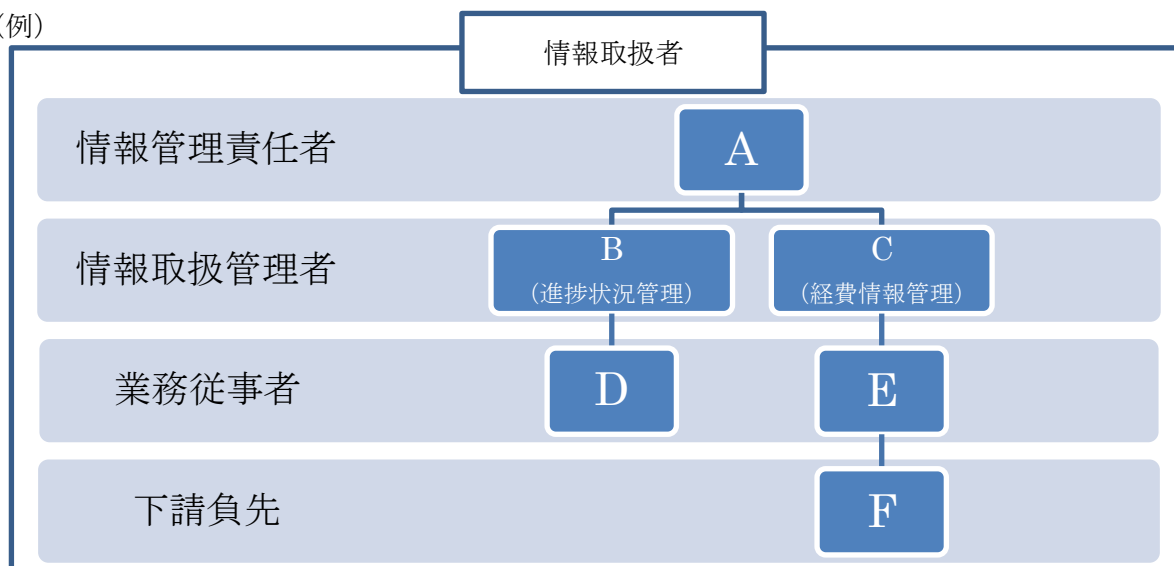 (例)
情報取扱者
情報管理責任者
A
情報取扱管理者
B
(進捗状況管理)
C
(経費情報管理)
業務従事者
D
E
下請負先
F